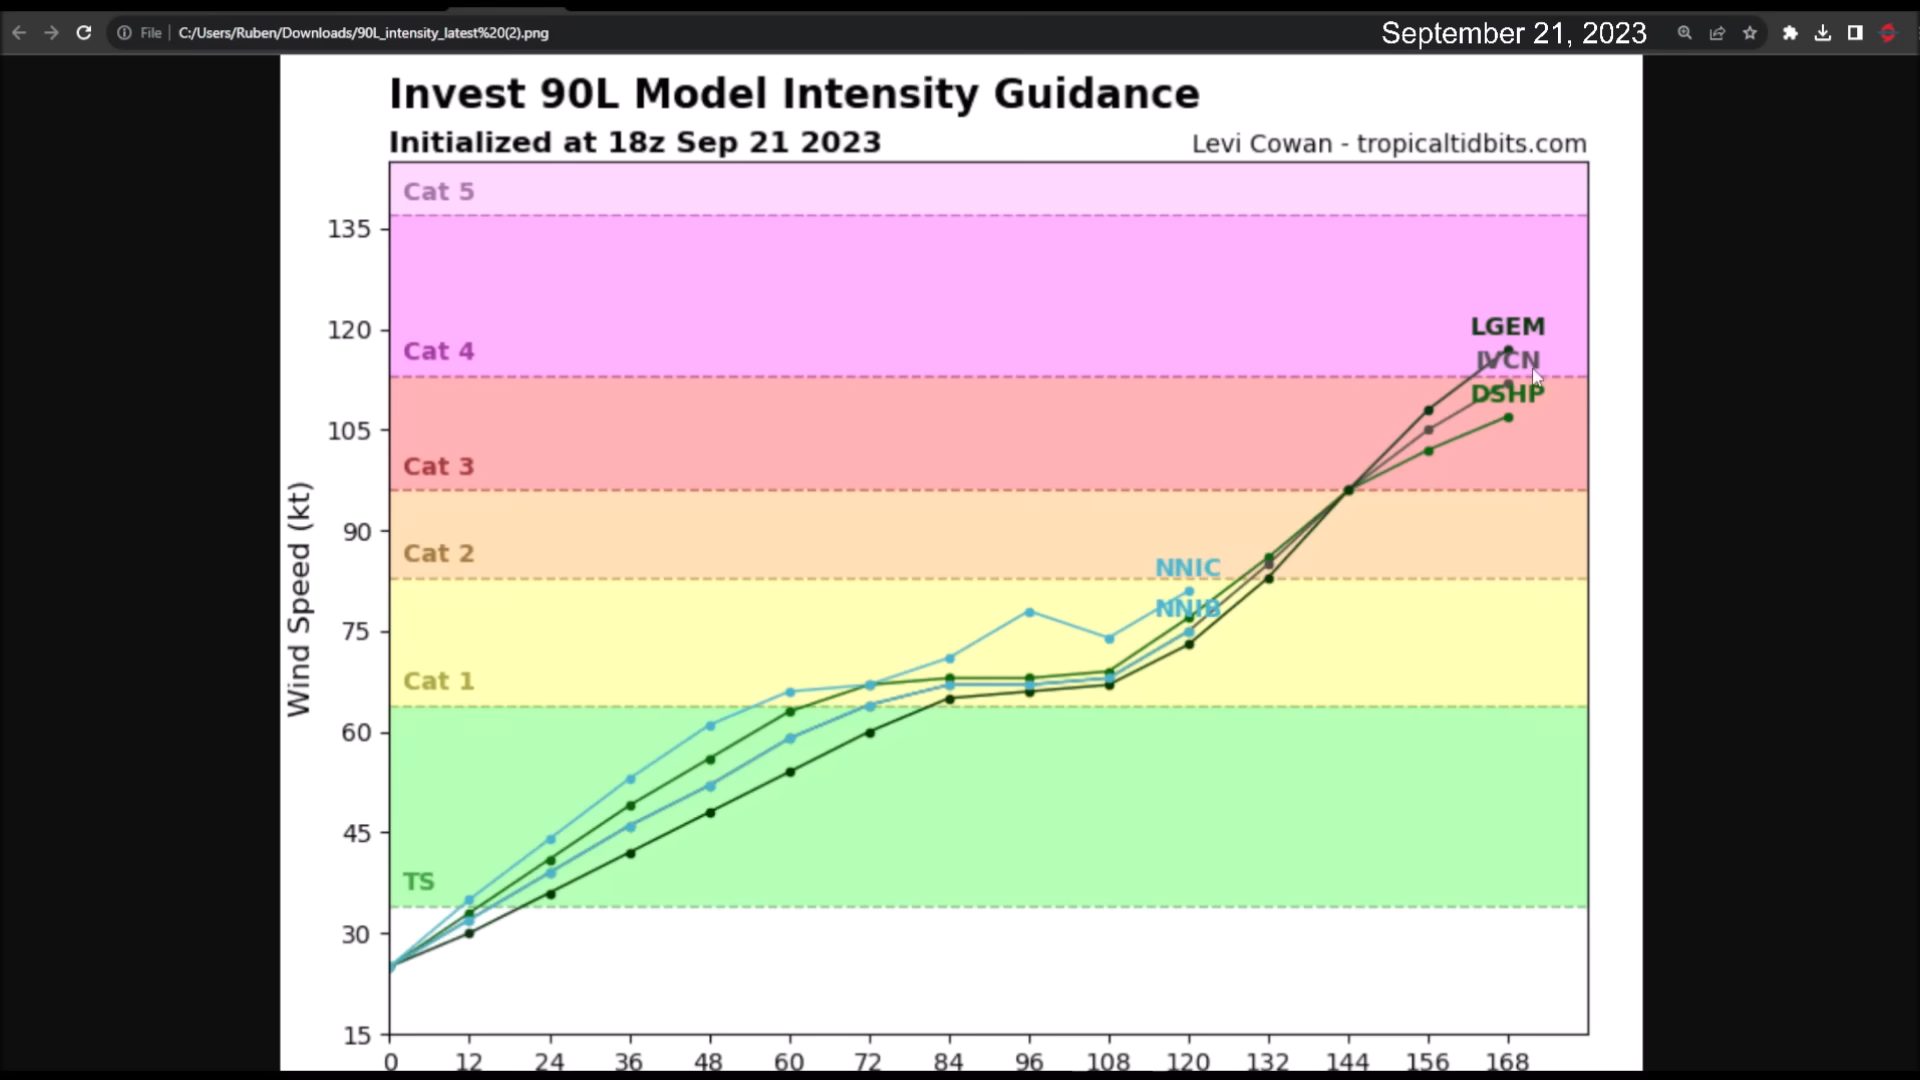 File C:/Users/Ruben/Downloads/90L_intensity_latest%20(2).png September 21, 2023
Invest 90L Model Intensity Guidance
Initialized at 18z Sep 21 2023 Levi Cowan - tropicaltidbits.com
Cat 5
135
120
LGEM
Cat 4
IVCN
DSHP
105
Cat 3
90
Cat 2
NNIC
NNIB
75
Cat 1
Wind Speed (kt)
60
45
TS
30
15
0 12 24 36 48 60 72 84 96 108 120 132 144 156 168